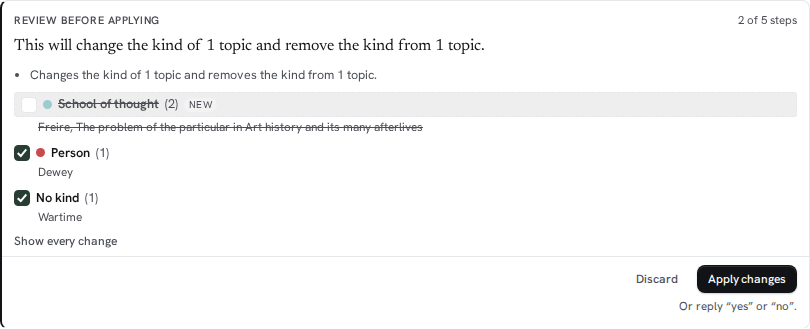 REVIEW BEFORE APPLYING 2 of 5 steps
This will change the kind of 1 topic and remove the kind from 1 topic.
• Changes the kind of 1 topic and removes the kind from 1 topic.
School of thought (2) NEW
Freire, The problem of the particular in Art history and its many afterlives
Person (1)
Dewey
No kind (1)
Wartime
Show every change
Discard Apply changes
Or reply “yes” or “no”.